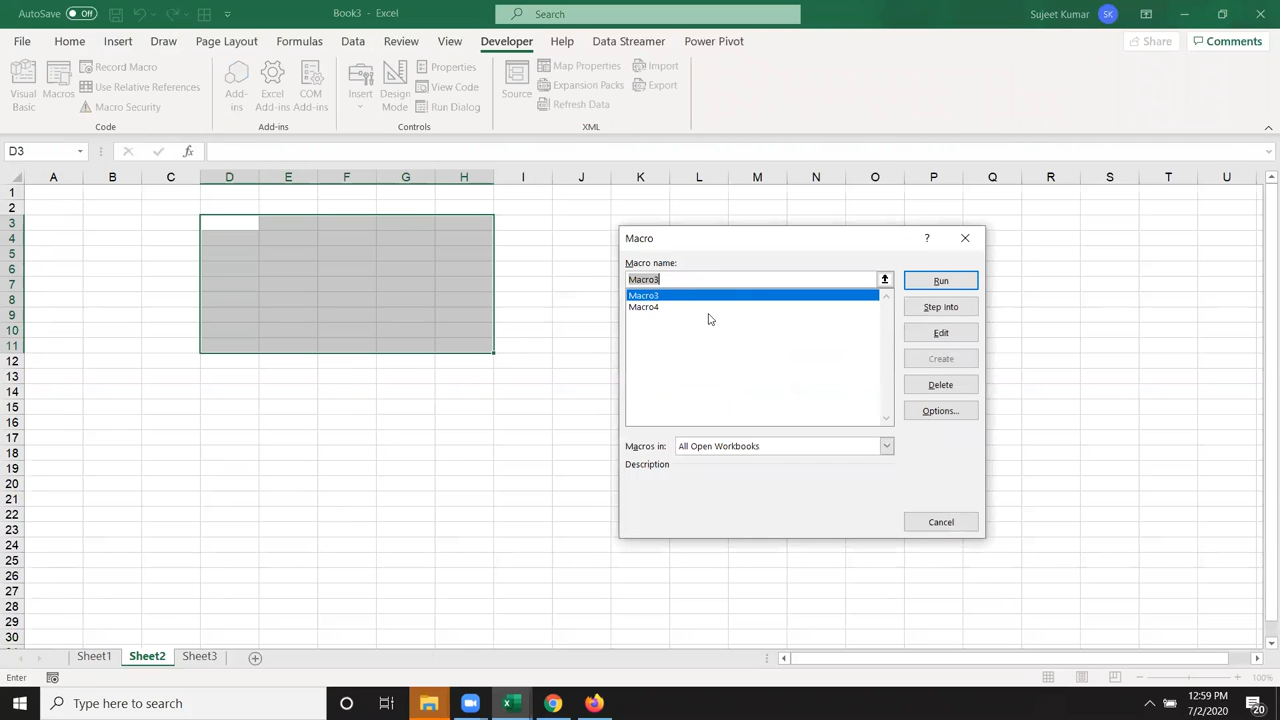 AutoSave Off Book3 - Excel Search Sujeet Kumar SK
File Home Insert Draw Page Layout Formulas Data Review View Developer Help Data Streamer Power Pivot Share Comments
Visual Basic
Macros
Record Macro
Use Relative References
Macro Security
Code
Add-ins
Excel Add-ins
COM Add-ins
Add-ins
Insert
Design Mode
Properties
View Code
Run Dialog
Controls
Source
Map Properties
Expansion Packs
Refresh Data
Import
Export
XML
D3 fx
A B C D E F G H I J K L M N O P Q R S T U
1
2
3
4
5
6
7
8
9
10
11
12
13
14
15
16
17
18
19
20
21
22
23
24
25
26
27
28
29
30
Macro ?
Macro name:
Macro3
Macro3
Macro4
Run
Step into
Edit
Create
Delete
Options...
Macros in: All Open Workbooks
Description
Cancel
Sheet1 Sheet2 Sheet3
Enter 100%
Type here to search
12:59 PM
7/2/2020
20